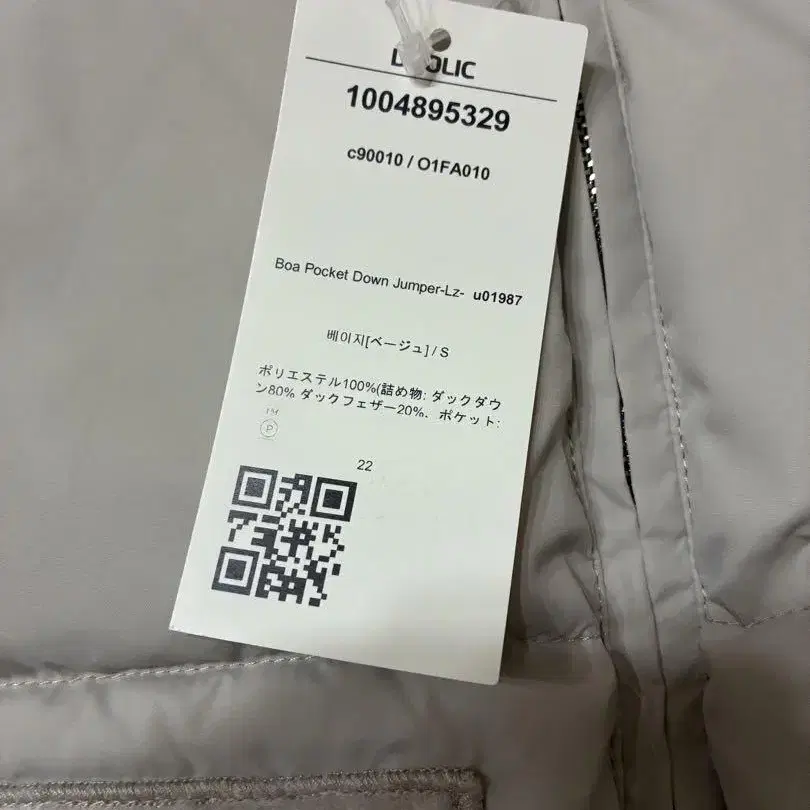 1004895329
c90010 / O1FA010
Boa Pocket Down Jumper-Lz- u01987
베이지[ベージュ] / S
ポリエステル100%(詰め物: ダックダウ
ン80% ダックフェザー20%. ポケット:
P
22